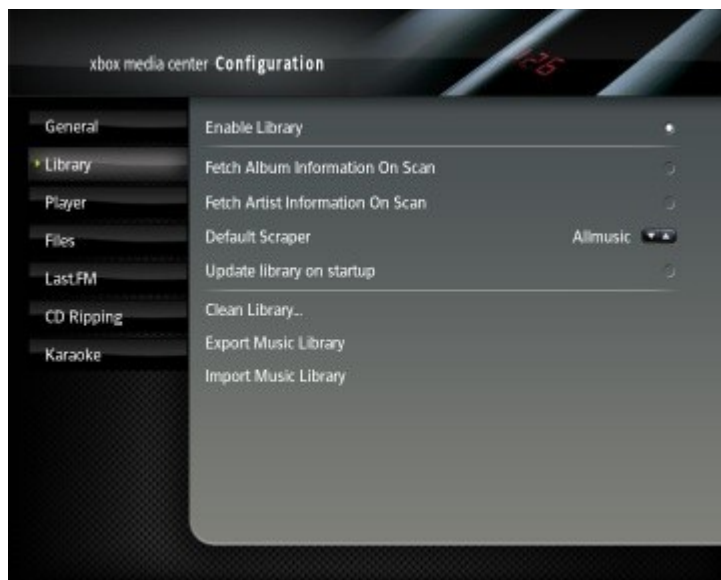 xbox media center Configuration
:26
General
Library
Player
Files
Last.FM
CD Ripping
Karaoke
Enable Library
Fetch Album Information On Scan
Fetch Artist Information On Scan
Default Scraper Allmusic
Update library on startup
Clean Library...
Export Music Library
Import Music Library